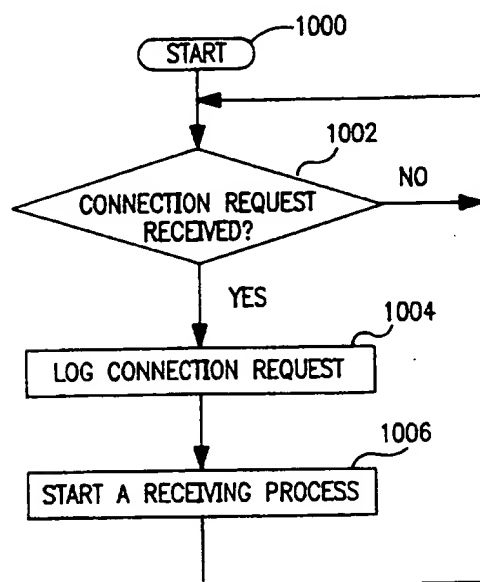 1000
START
1002
CONNECTION REQUEST
RECEIVED?
NO
YES
1004
LOG CONNECTION REQUEST
1006
START A RECEIVING PROCESS